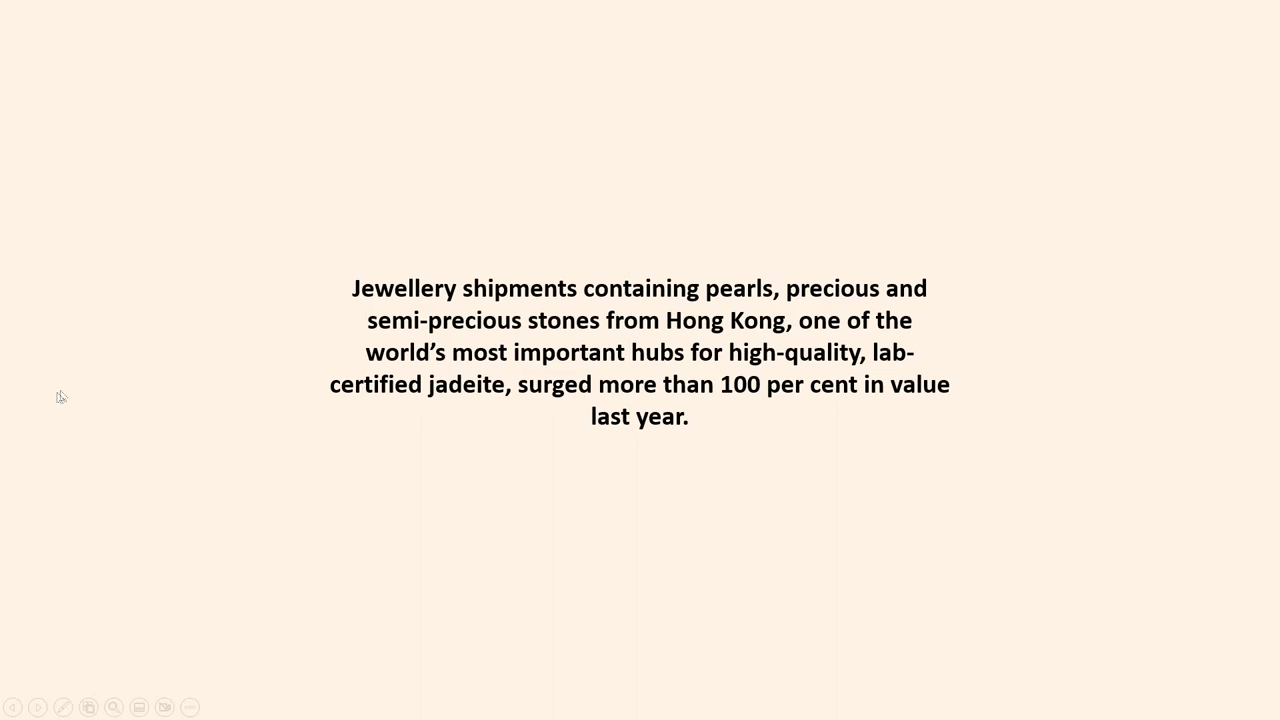 Jewellery shipments containing pearls, precious and
semi-precious stones from Hong Kong, one of the
world’s most important hubs for high-quality, lab-
certified jadeite, surged more than 100 per cent in value
last year.